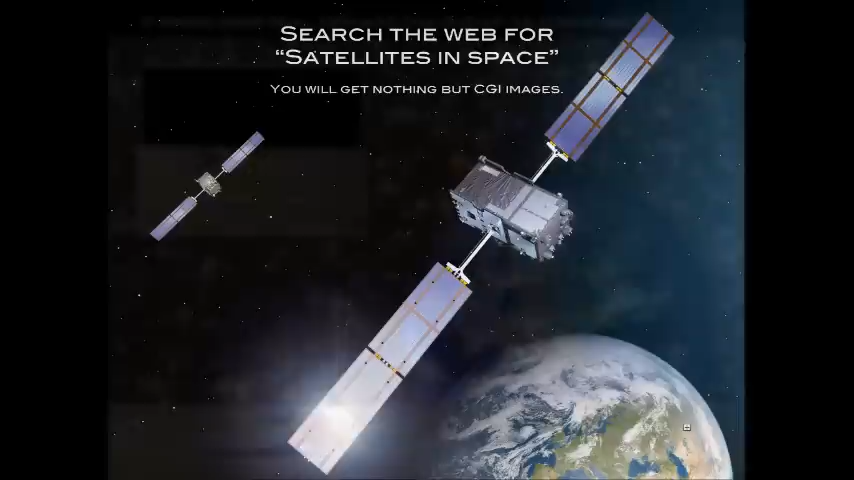 Search the web for
“Satellites in space”
You will get nothing but CGI images.